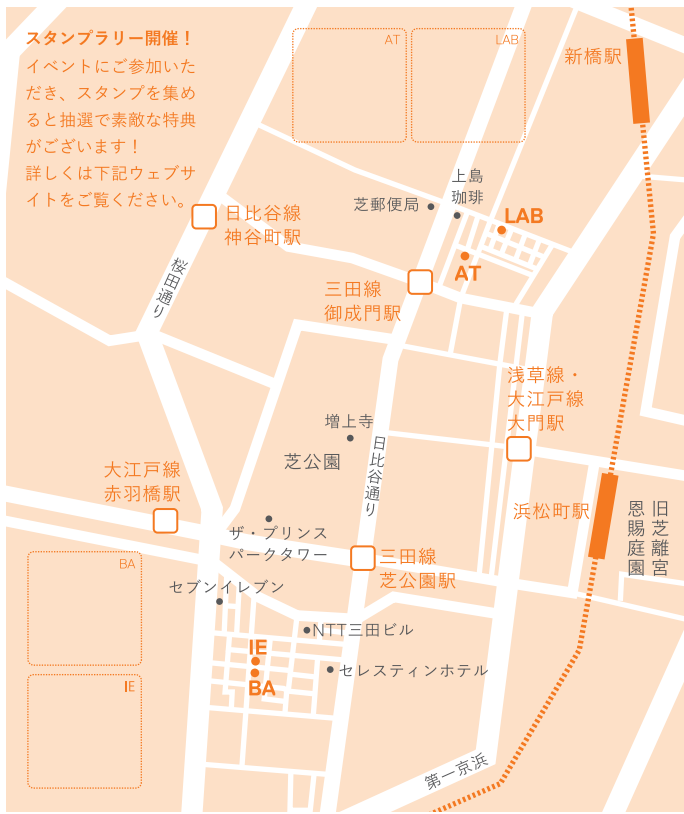 スタンプラリー開催！
イベントにご参加いた
だき、スタンプを集め
ると抽選で素敵な特典
がございます！
詳しくは下記ウェブサ
イトをご覧ください。
AT
LAB
新橋駅
上島
珈琲
芝郵便局
LAB
AT
日比谷線
神谷町駅
桜田通り
三田線
御成門駅
浅草線・
大江戸線
大門駅
増上寺
芝公園
日比谷通り
大江戸線
赤羽橋駅
ザ・プリンス
パークタワー
浜松町駅
旧芝離宮
恩賜庭園
三田線
芝公園駅
BA
セブンイレブン
NTT三田ビル
IE
BA
セレスティンホテル
IE
第一京浜